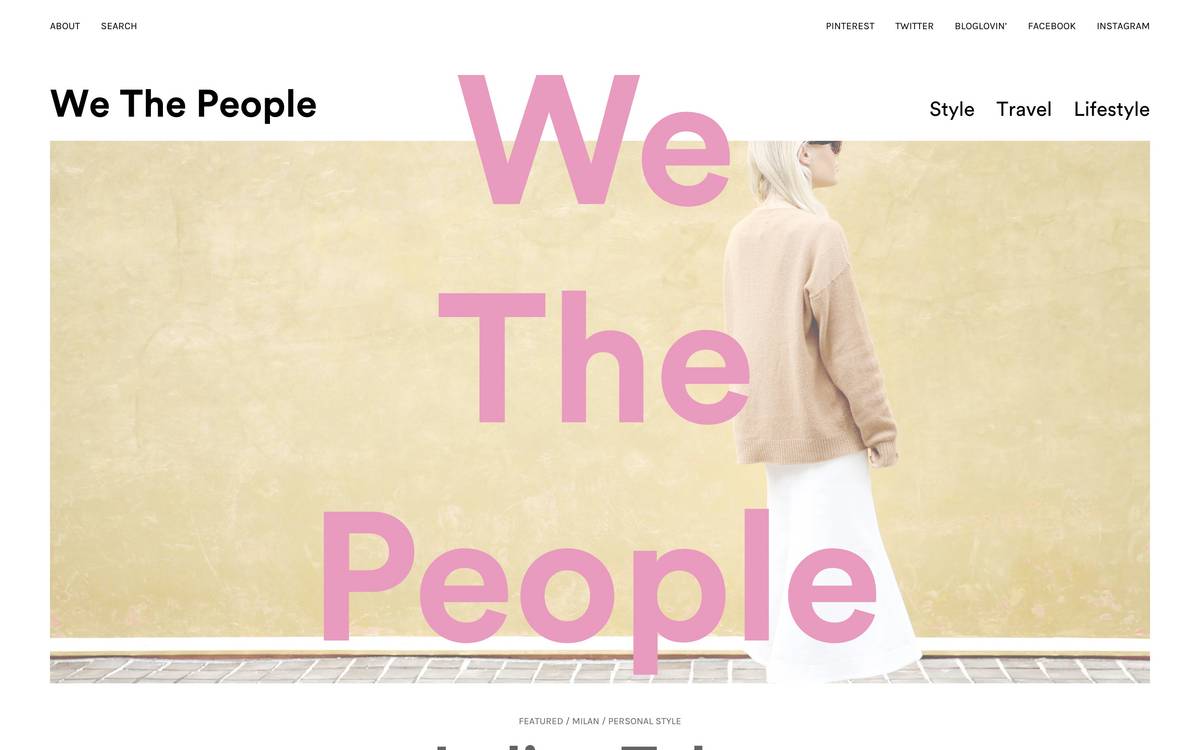 ABOUT SEARCH PINTEREST TWITTER BLOGLOVIN' FACEBOOK INSTAGRAM
We The People Style Travel Lifestyle
We
The
People
FEATURED / MILAN / PERSONAL STYLE